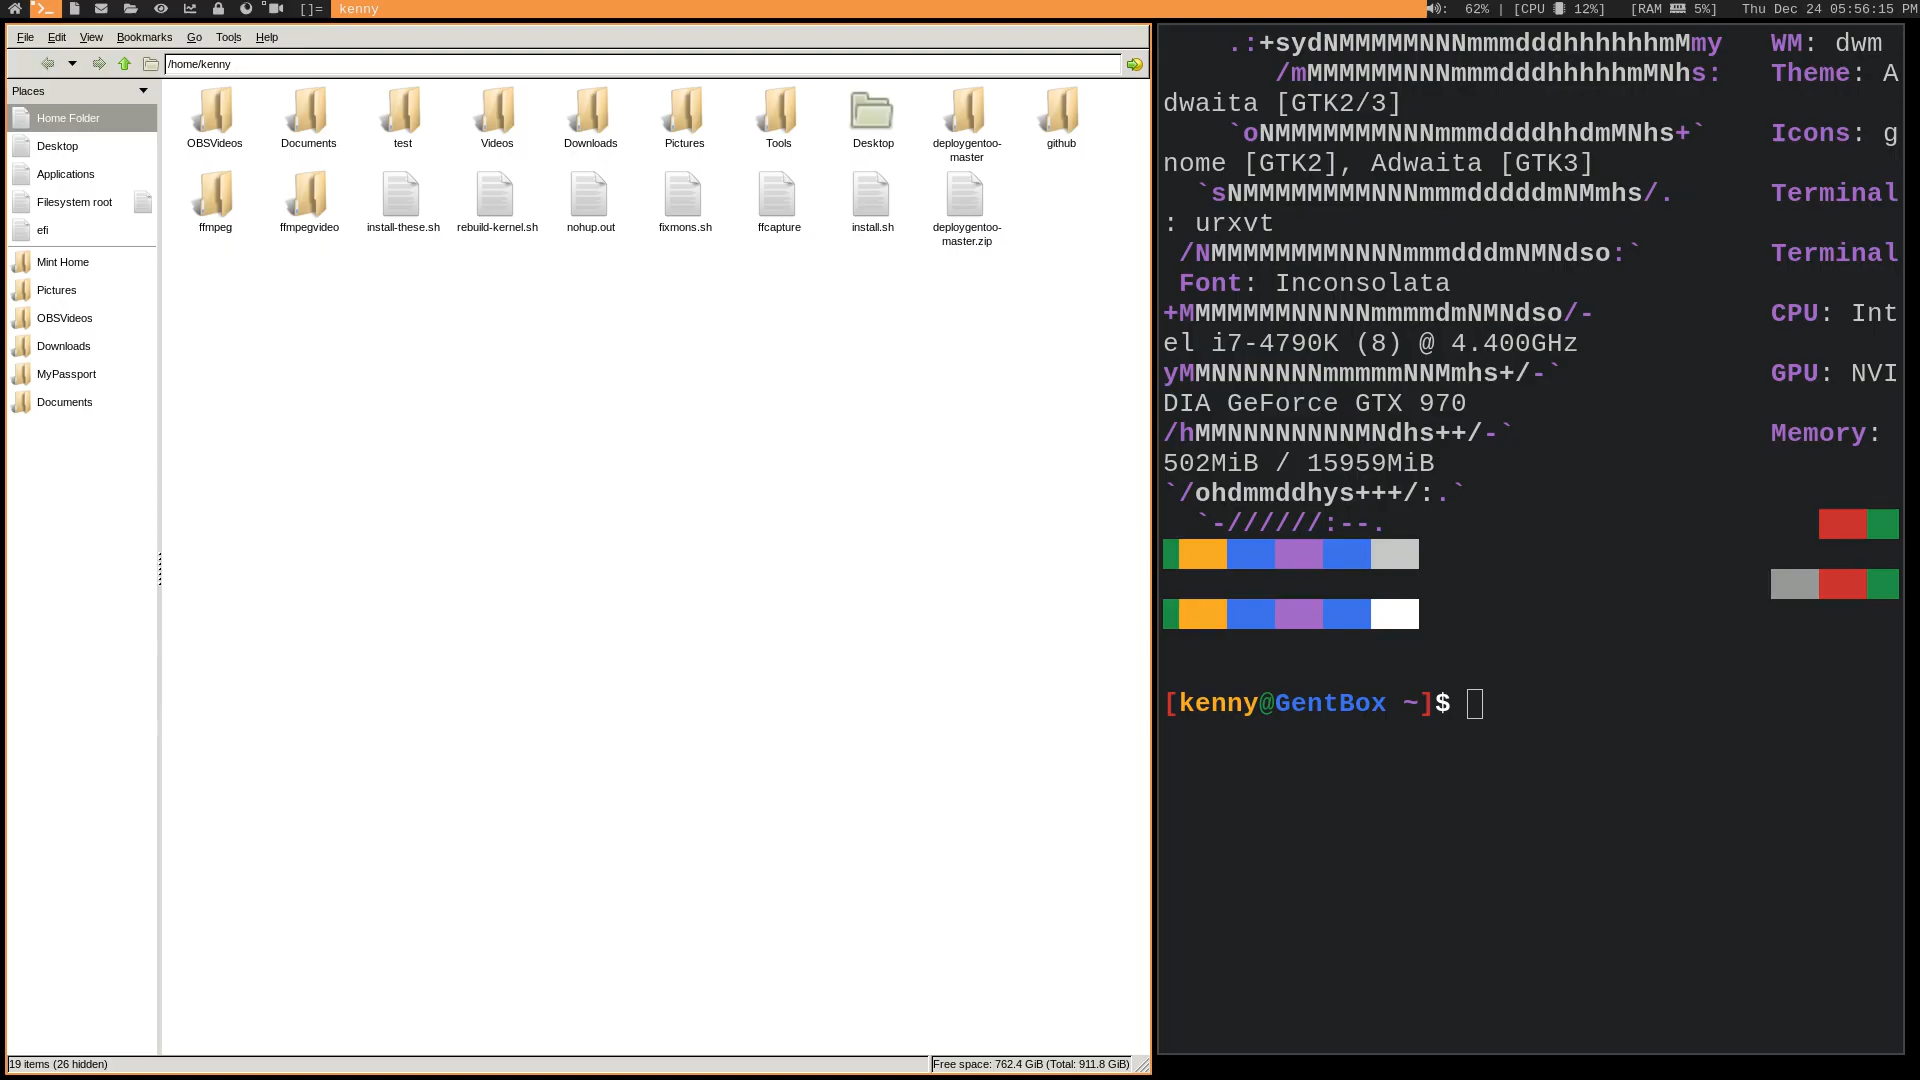 []= kenny
: 62% | [CPU 12%] [RAM 5%] Thu Dec 24 05:56:15 PM
File Edit View Bookmarks Go Tools Help
/home/kenny
Places
Home Folder
Desktop
Applications
Filesystem root
efi
Mint Home
Pictures
OBSVideos
Downloads
MyPassport
Documents
OBSVideos Documents test Videos Downloads Pictures Tools Desktop deploygentoo-master github
ffmpeg ffmpegvideo install-these.sh rebuild-kernel.sh nohup.out fixmons.sh ffcapture install.sh deploygentoo-master.zip
19 items (26 hidden)
Free space: 762.4 GiB (Total: 911.8 GiB)
.:+sydNMMMMMNNNmmmdddhhhhhhmMmy WM: dwm
/mMMMMMMNNNmmmdddhhhhhmMNhs: Theme: A
dwaita [GTK2/3]
`oNMMMMMMMNNNmmmddddhhdmMNhs+` Icons: g
nome [GTK2], Adwaita [GTK3]
`sNMMMMMMMMNNNmmmdddddmNMmhs/. Terminal
: urxvt
/NMMMMMMMMNNNNmmmdddmNMNdso:` Terminal
Font: Inconsolata
+MMMMMMMNNNNNmmmmdmNMNdso/- CPU: Int
el i7-4790K (8) @ 4.400GHz
yMMNNNNNNNmmmmmNNMmhs+/-` GPU: NVI
DIA GeForce GTX 970
/hMMNNNNNNNNMNdhs++/-` Memory:
502MiB / 15959MiB
`/ohdmmddhys+++/:.`
`-//////:--.
[kenny@GentBox ~]$